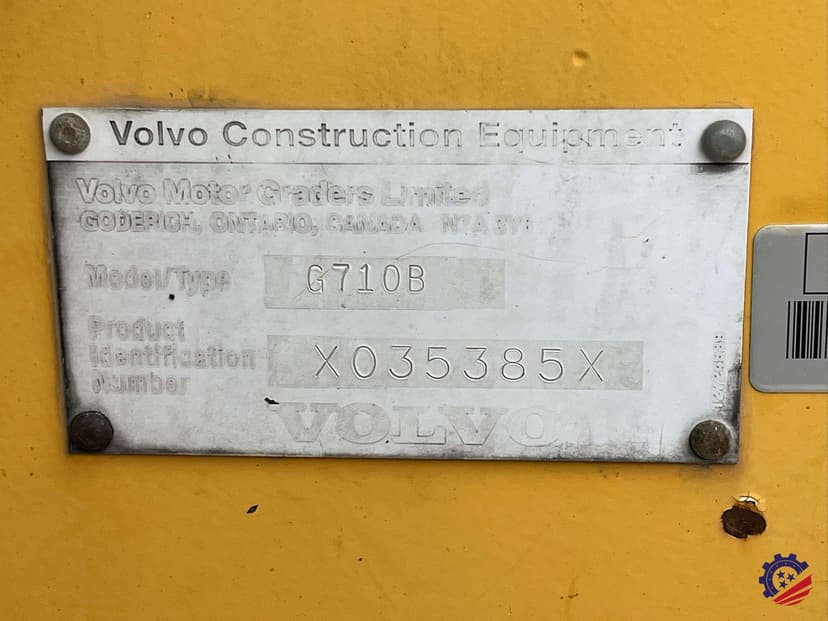 Volvo Construction Equipment
Volvo Motor Graders Limited
GODERICH, ONTARIO, CANADA N7A 3Y1
Model/Type G710B
Product
Identification
Number X035385X
VOLVO